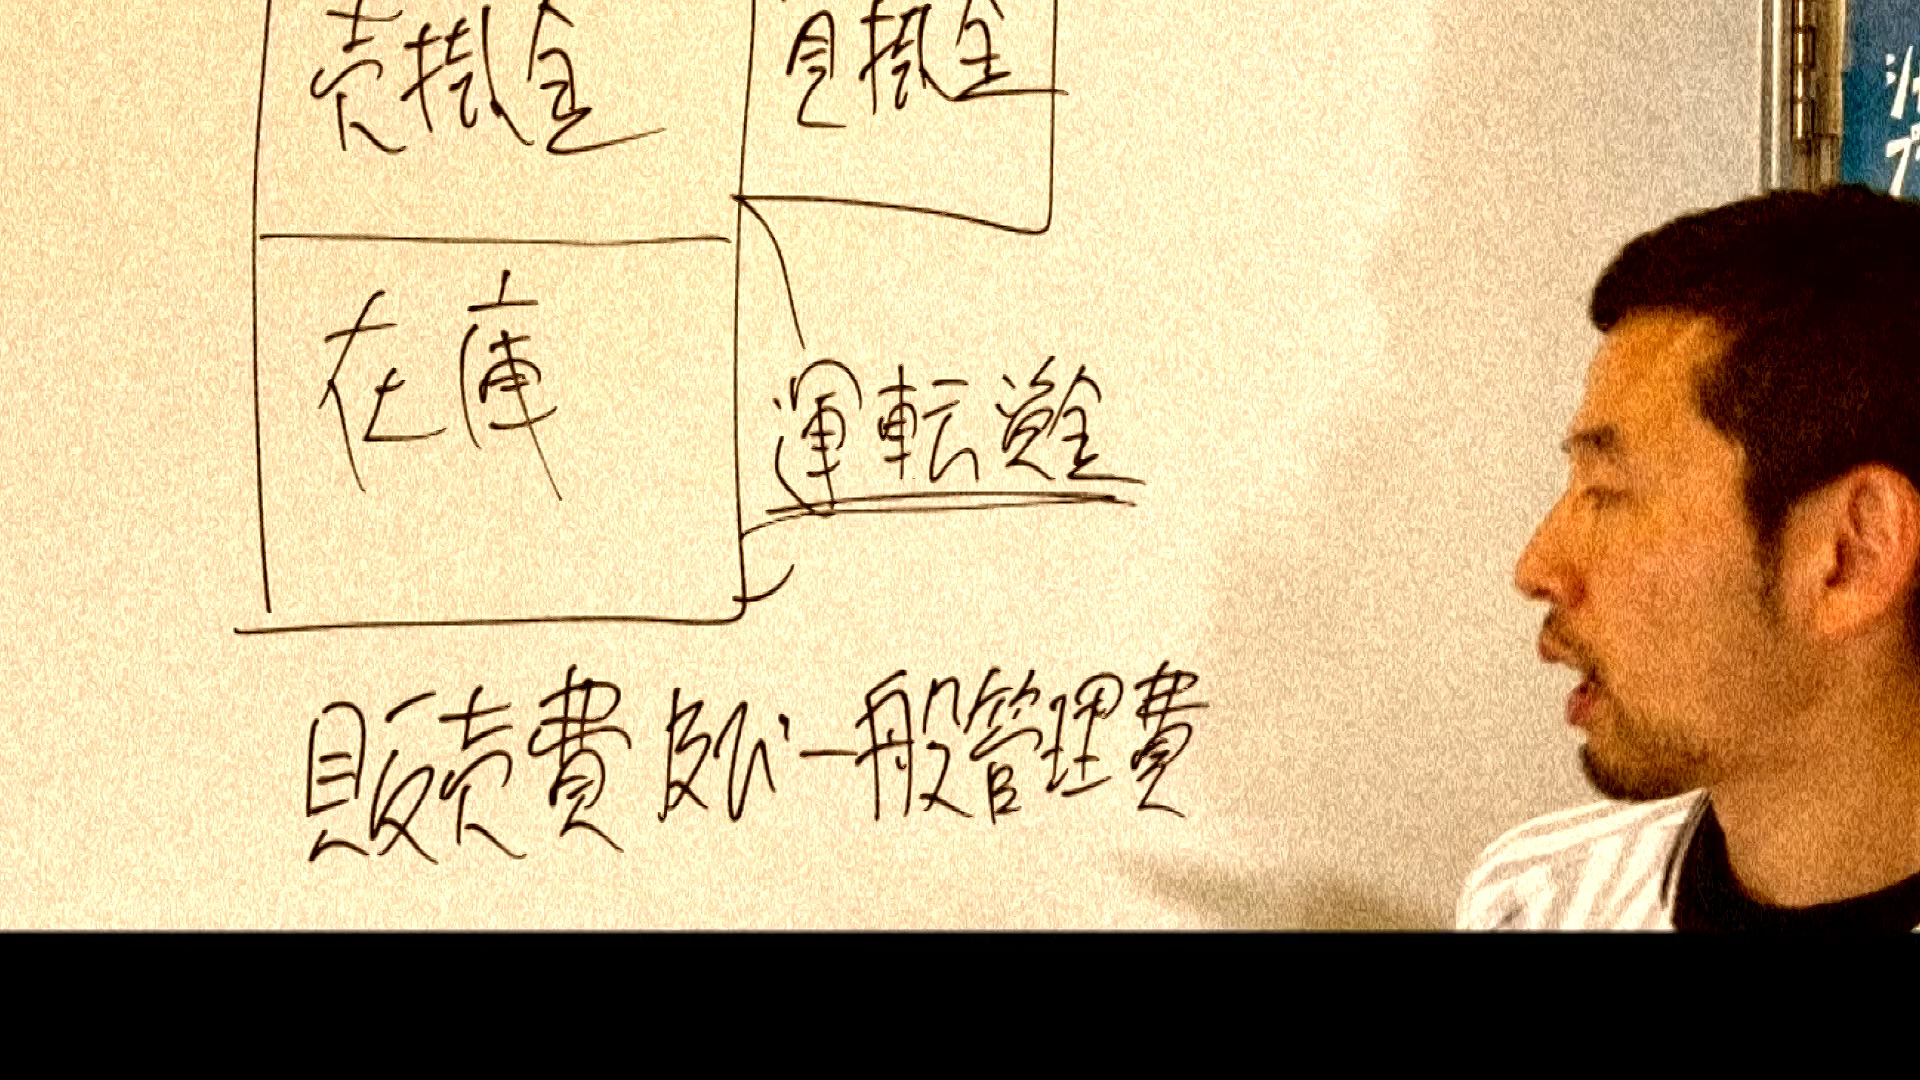 売掛金 買掛金
在庫
運転資金
販売費及び一般管理費